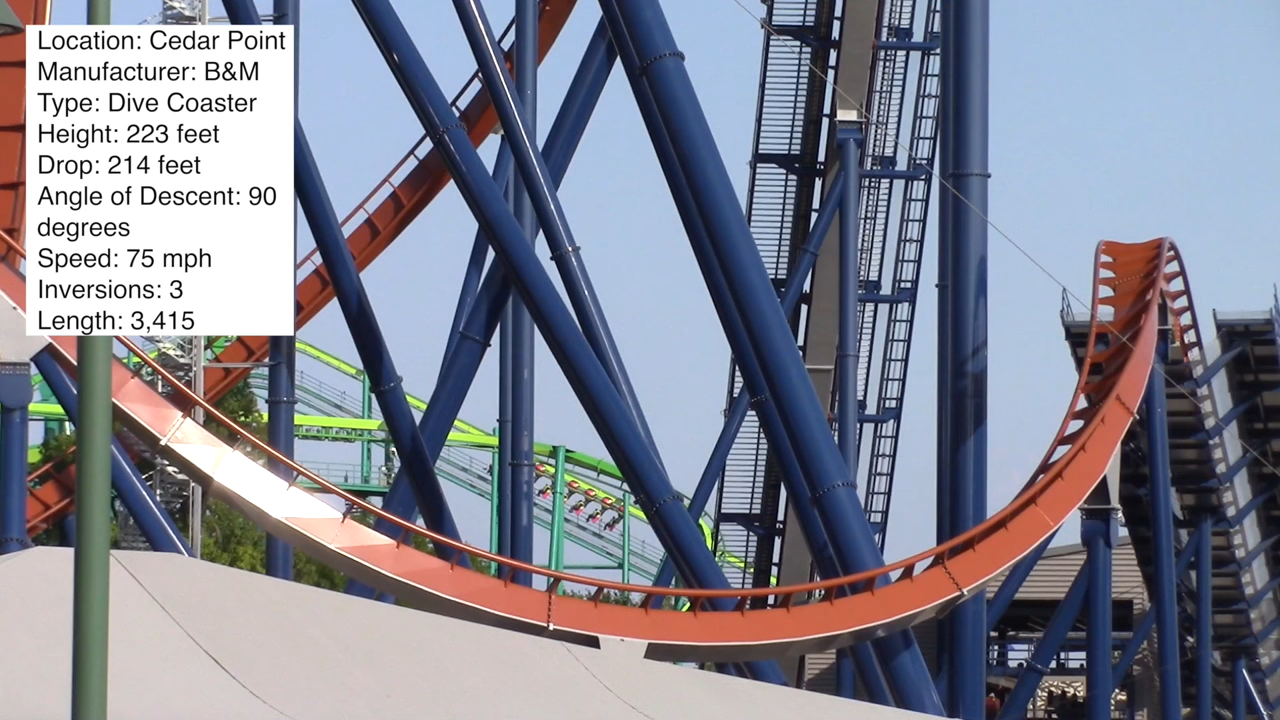 Location: Cedar Point
Manufacturer: B&M
Type: Dive Coaster
Height: 223 feet
Drop: 214 feet
Angle of Descent: 90
degrees
Speed: 75 mph
Inversions: 3
Length: 3,415